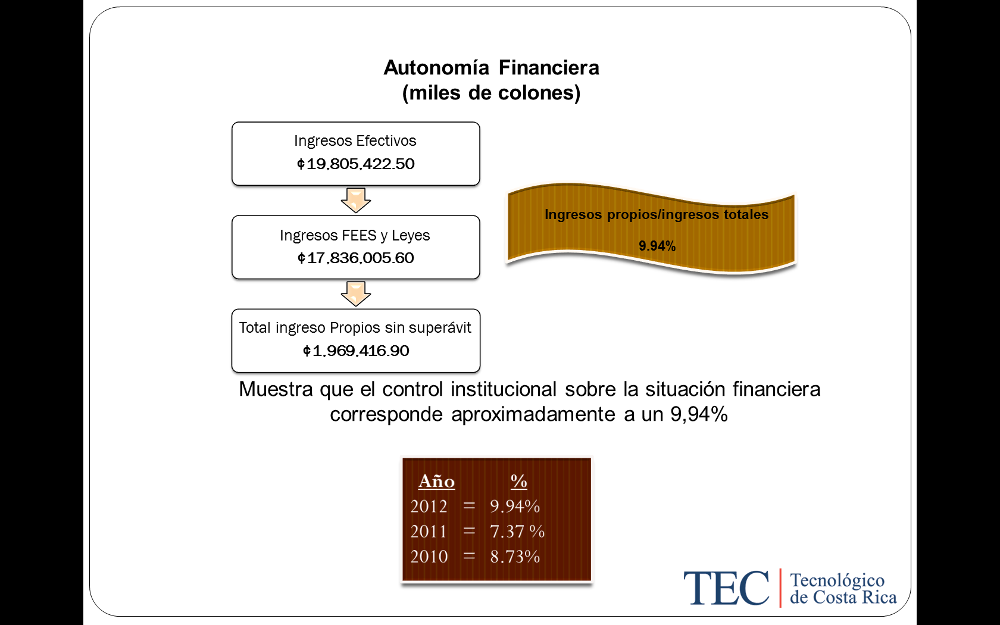 Autonomía Financiera
(miles de colones)
Ingresos Efectivos
¢19,805,422.50
Ingresos FEES y Leyes
¢17,836,005.60
Total ingreso Propios sin superávit
¢1,969,416.90
Ingresos propios/ingresos totales
9.94%
Muestra que el control institucional sobre la situación financiera
corresponde aproximadamente a un 9,94%
Año %
2012 = 9.94%
2011 = 7.37 %
2010 = 8.73%
TEC | Tecnológico
de Costa Rica